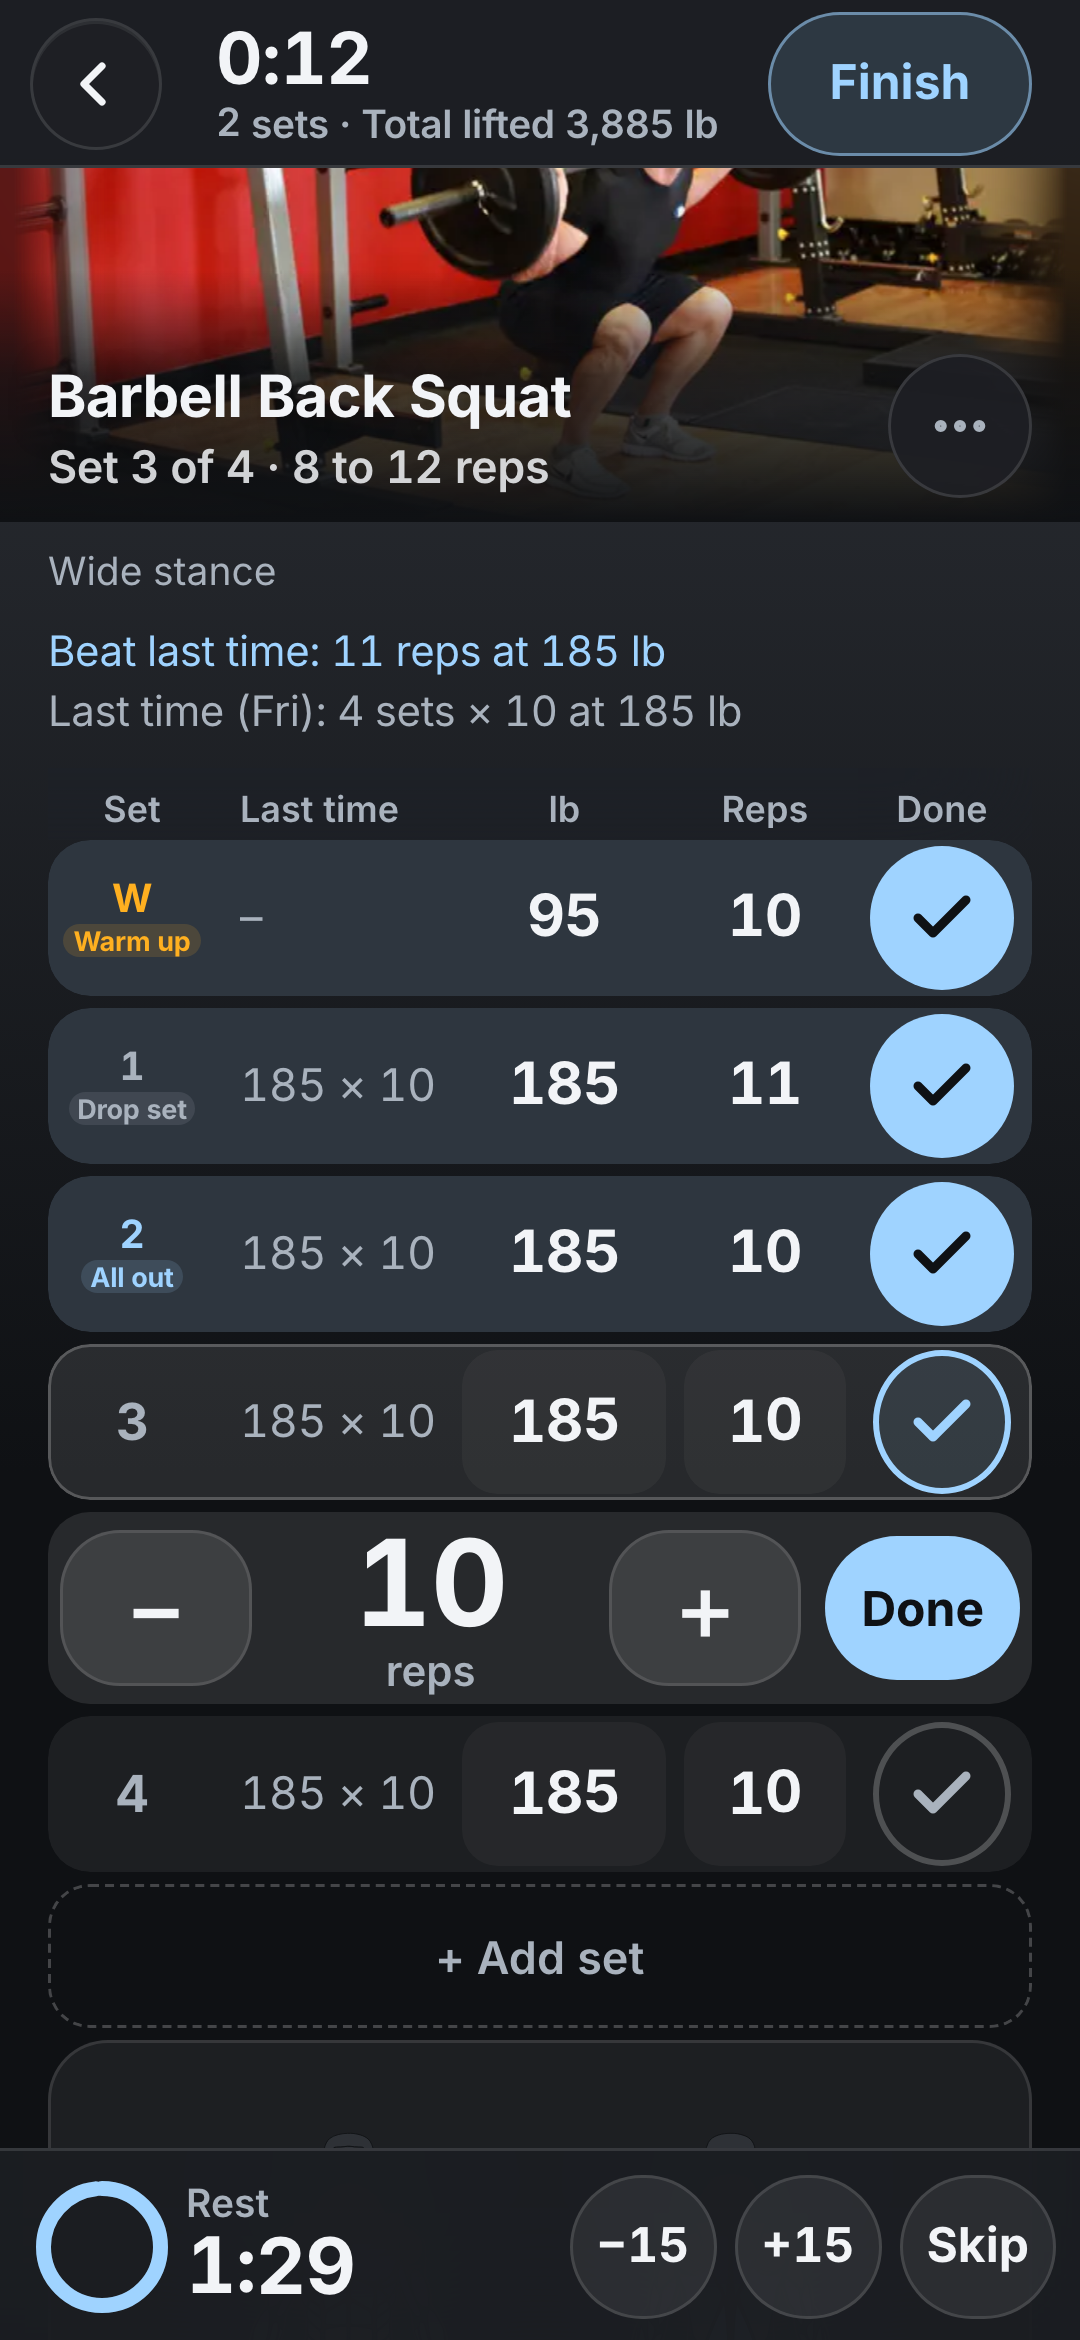 0:12
2 sets · Total lifted 3,885 lb
Finish
Barbell Back Squat
Set 3 of 4 · 8 to 12 reps
Wide stance
Beat last time: 11 reps at 185 lb
Last time (Fri): 4 sets × 10 at 185 lb
Set Last time lb Reps Done
W
Warm up
– 95 10
1
Drop set
185 × 10 185 11
2
All out
185 × 10 185 10
3 185 × 10 185 10
− 10 + Done
reps
4 185 × 10 185 10
+ Add set
Rest
1:29
−15 +15 Skip